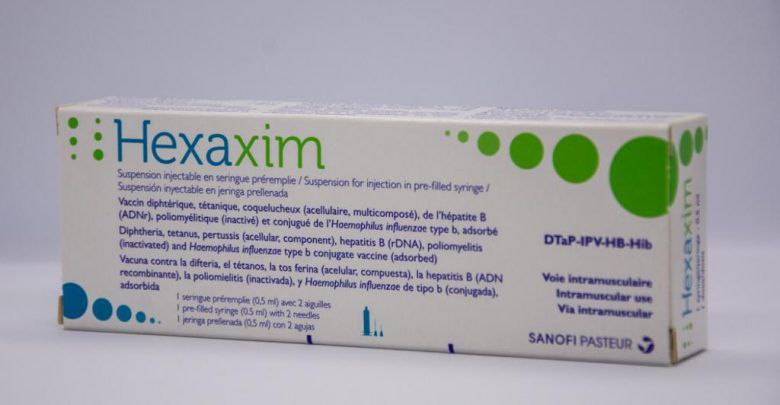 Hexaxim
Suspension injectable en seringue préremplie / Suspension for injection in pre-filled syringe /
Suspensión inyectable en jeringa prellenada
Vaccin diphtérique, tétanique, coquelucheux (acellulaire, multicomposé), de l'hépatite B
(ADNr), poliomyélitique (inactivé) et conjugué de l'Haemophilus influenzae type b, adsorbé
Diphtheria, tetanus, pertussis (acellular, component), hepatitis B (rDNA), poliomyelitis
(inactivated) and Haemophilus influenzae type b conjugate vaccine (adsorbed)
Vacuna contra la difteria, el tétanos, la tos ferina (acelular, compuesta), la hepatitis B (ADN
recombinante), la poliomielitis (inactivada), y Haemophilus influenzae de tipo b (conjugada),
adsorbida
1 seringue préremplie (0,5 ml) avec 2 aiguilles
1 pre-filled syringe (0.5 ml) with 2 needles
1 jeringa prellenada (0,5 ml) con 2 agujas
DTaP-IPV-HB-Hib
Voie intramusculaire
Intramuscular use
Vía intramuscular
SANOFI PASTEUR
Hexaxim